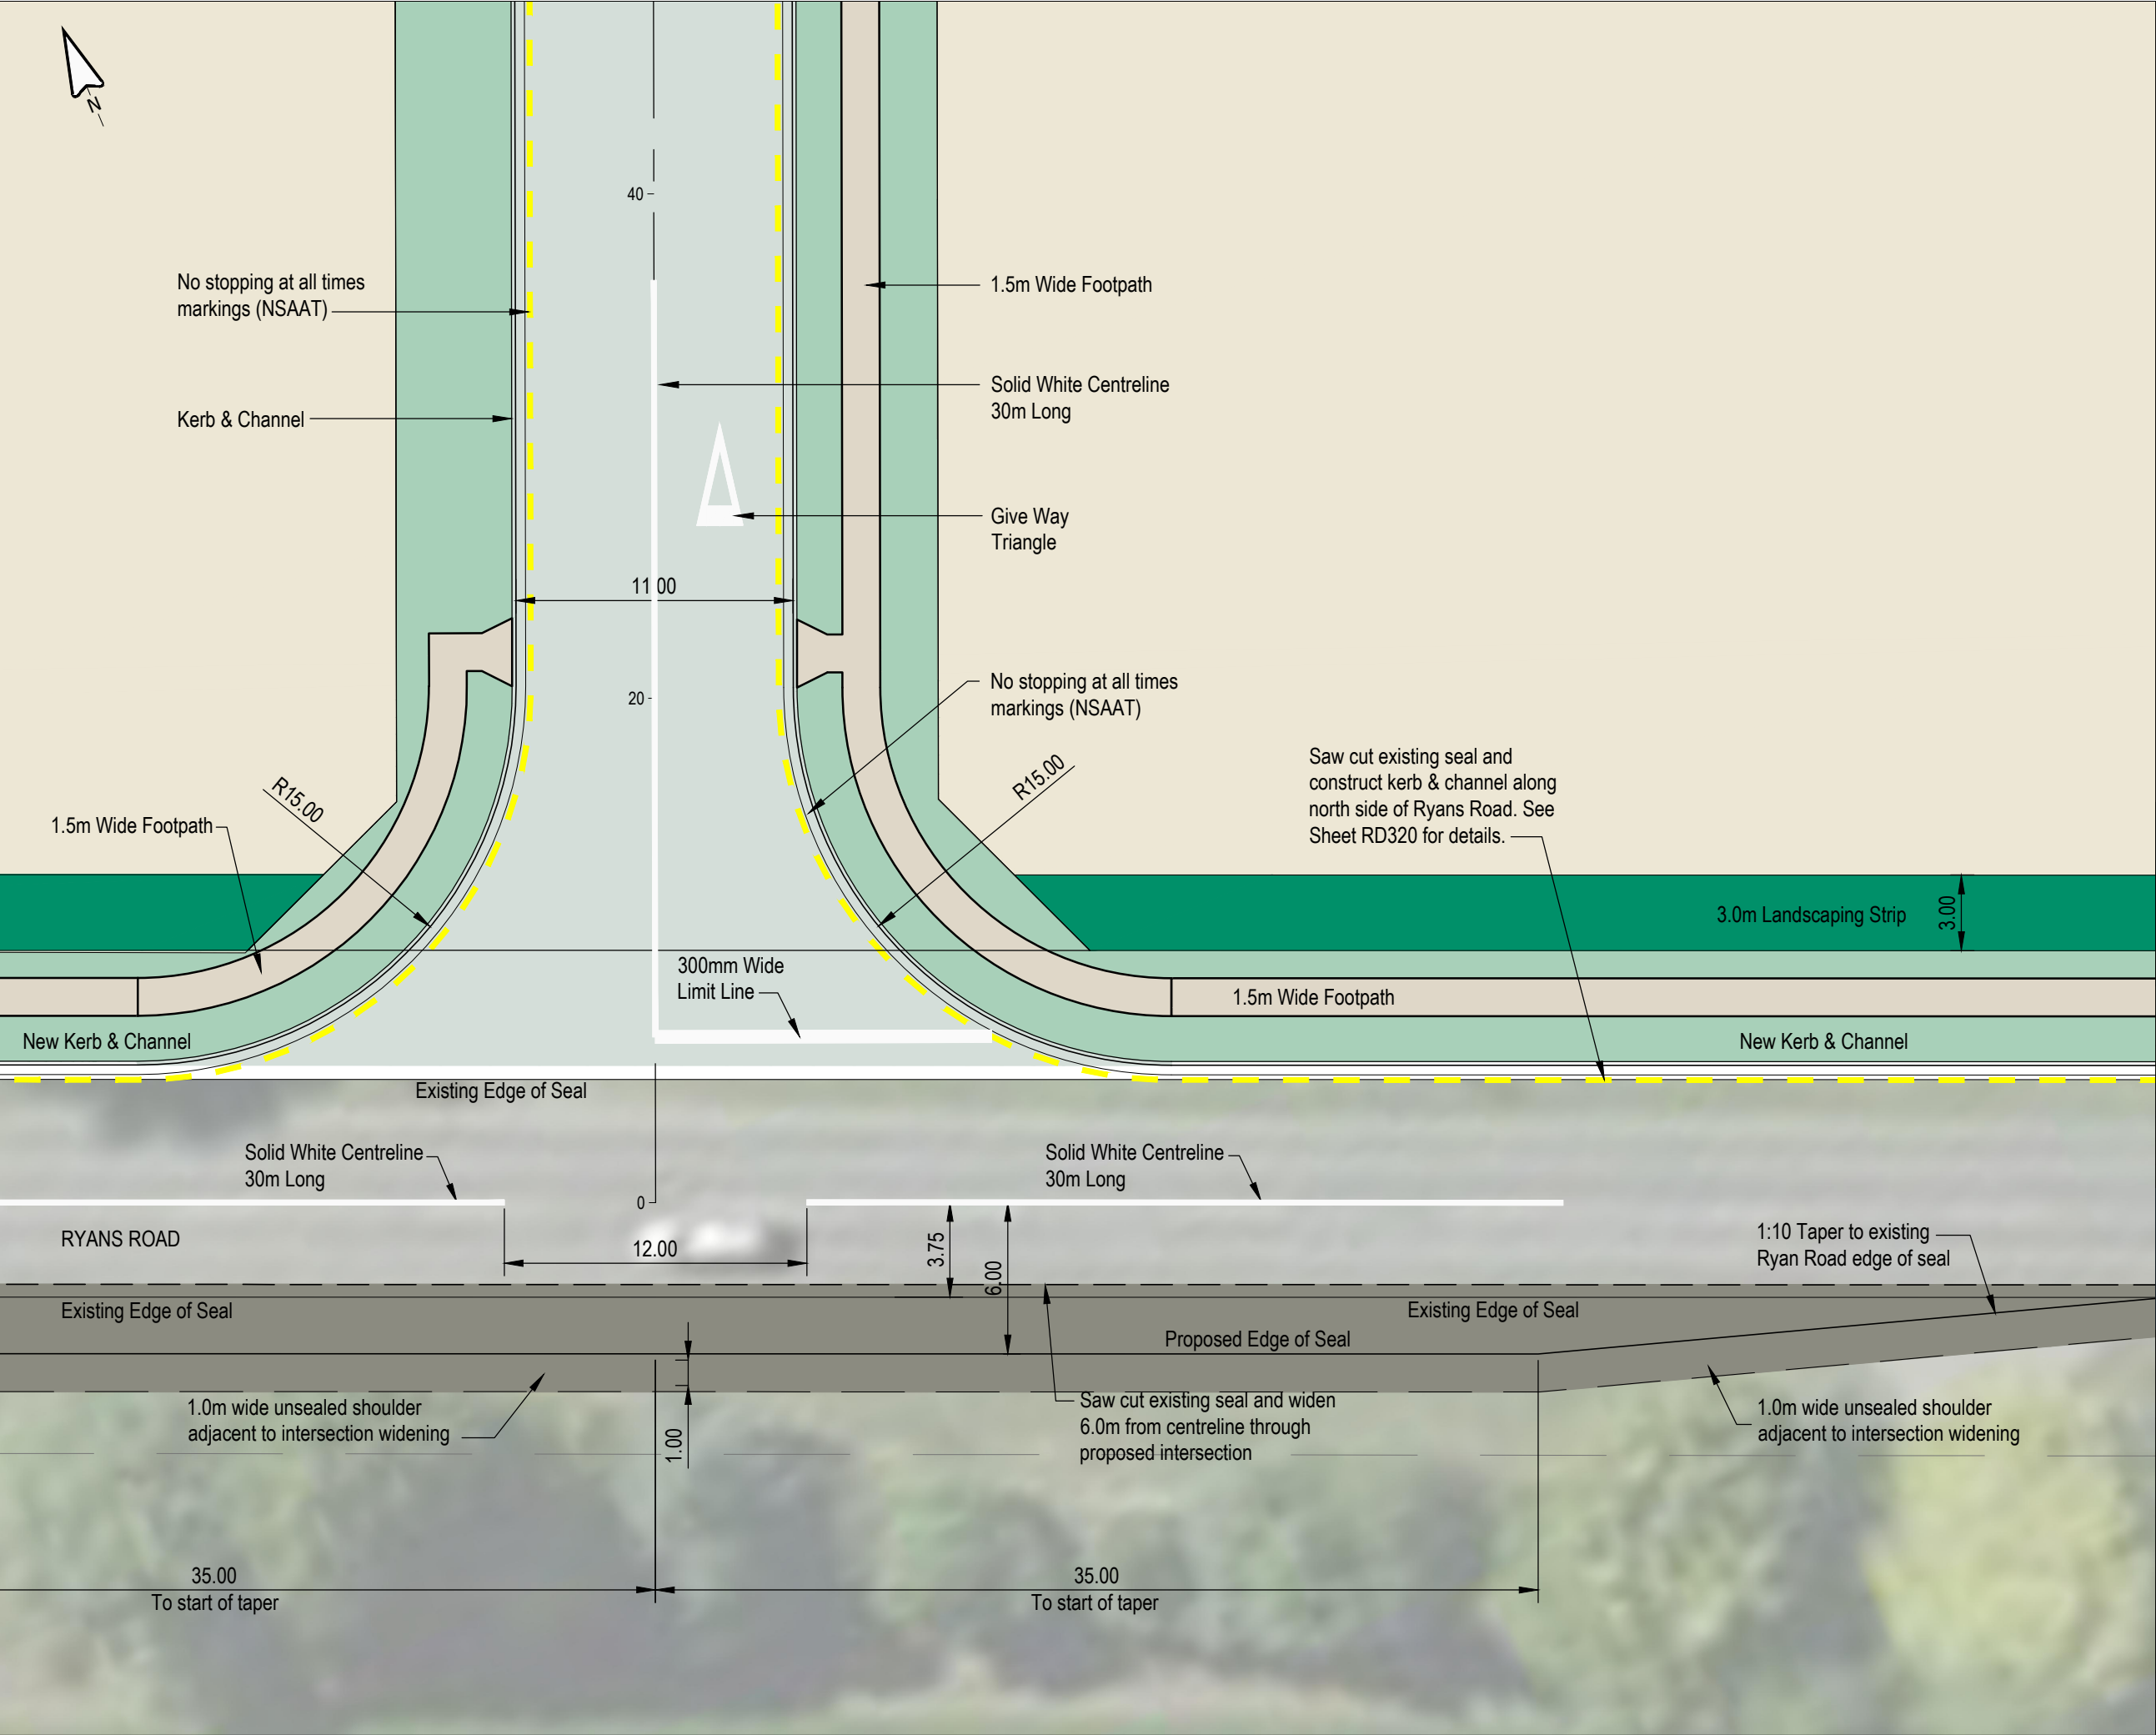 N
40
No stopping at all times
markings (NSAAT)
1.5m Wide Footpath
Solid White Centreline
30m Long
Kerb & Channel
Give Way
Triangle
11.00
20
No stopping at all times
markings (NSAAT)
R15.00
R15.00
Saw cut existing seal and
construct kerb & channel along
north side of Ryans Road. See
Sheet RD320 for details.
1.5m Wide Footpath
3.0m Landscaping Strip
3.00
300mm Wide
Limit Line
1.5m Wide Footpath
New Kerb & Channel
New Kerb & Channel
Existing Edge of Seal
Solid White Centreline
30m Long
Solid White Centreline
30m Long
0
RYANS ROAD
12.00
3.75
6.00
1:10 Taper to existing
Ryan Road edge of seal
Existing Edge of Seal
Existing Edge of Seal
Proposed Edge of Seal
1.0m wide unsealed shoulder
adjacent to intersection widening
1.00
Saw cut existing seal and widen
6.0m from centreline through
proposed intersection
1.0m wide unsealed shoulder
adjacent to intersection widening
35.00
To start of taper
35.00
To start of taper